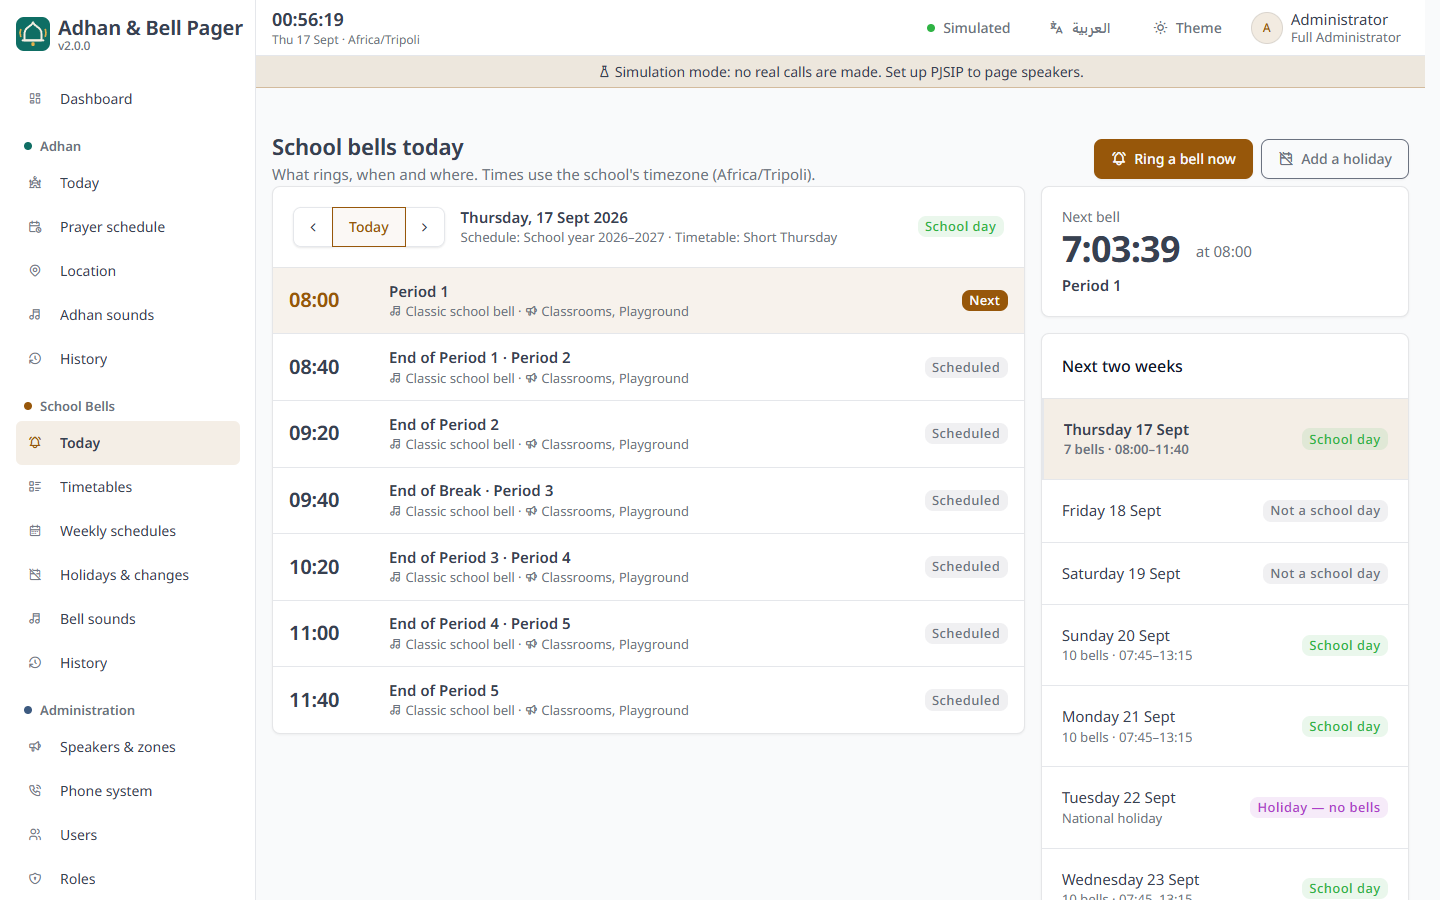 Adhan & Bell Pager
v2.0.0
Dashboard
Adhan
Today
Prayer schedule
Location
Adhan sounds
History
School Bells
Today
Timetables
Weekly schedules
Holidays & changes
Bell sounds
History
Administration
Speakers & zones
Phone system
Users
Roles
00:56:19
Thu 17 Sept · Africa/Tripoli
Simulated
العربية
Theme
A
Administrator
Full Administrator
Simulation mode: no real calls are made. Set up PJSIP to page speakers.
School bells today
What rings, when and where. Times use the school's timezone (Africa/Tripoli).
Ring a bell now
Add a holiday
Today
Thursday, 17 Sept 2026
Schedule: School year 2026–2027 · Timetable: Short Thursday
School day
08:00
Period 1
Classic school bell · Classrooms, Playground
Next
08:40
End of Period 1 · Period 2
Classic school bell · Classrooms, Playground
Scheduled
09:20
End of Period 2
Classic school bell · Classrooms, Playground
Scheduled
09:40
End of Break · Period 3
Classic school bell · Classrooms, Playground
Scheduled
10:20
End of Period 3 · Period 4
Classic school bell · Classrooms, Playground
Scheduled
11:00
End of Period 4 · Period 5
Classic school bell · Classrooms, Playground
Scheduled
11:40
End of Period 5
Classic school bell · Classrooms, Playground
Scheduled
Next bell
7:03:39 at 08:00
Period 1
Next two weeks
Thursday 17 Sept
7 bells · 08:00–11:40
School day
Friday 18 Sept
Not a school day
Saturday 19 Sept
Not a school day
Sunday 20 Sept
10 bells · 07:45–13:15
School day
Monday 21 Sept
10 bells · 07:45–13:15
School day
Tuesday 22 Sept
National holiday
Holiday — no bells
Wednesday 23 Sept
10 bells · 07:45–13:15
School day